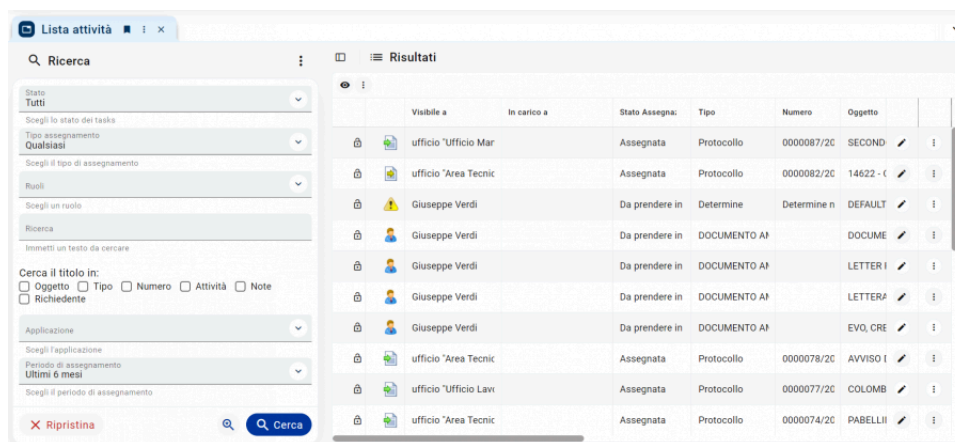 Lista attività
Ricerca
Risultati
Stato
Tutti
Scegli lo stato dei tasks
Tipo assegnamento
Qualsiasi
Scegli il tipo di assegnamento
Ruoli
Scegli un ruolo
Ricerca
Immetti un testo da cercare
Cerca il titolo in:
Oggetto Tipo Numero Attività Note
Richiedente
Applicazione
Scegli l'applicazione
Periodo di assegnamento
Ultimi 6 mesi
Scegli il periodo di assegnamento
Ripristina Cerca
Visibile a In carico a Stato Assegna: Tipo Numero Oggetto
ufficio "Ufficio Mar Assegnata Protocollo 0000087/20 SECOND
ufficio "Area Tecnic Assegnata Protocollo 0000082/20 14622 - (
Giuseppe Verdi Da prendere in Determine Determine n DEFAULT
Giuseppe Verdi Da prendere in DOCUMENTO AM DOCUME
Giuseppe Verdi Da prendere in DOCUMENTO AM LETTER
Giuseppe Verdi Da prendere in DOCUMENTO AM LETTERA
Giuseppe Verdi Da prendere in DOCUMENTO AM EVO, CRE
ufficio "Area Tecnic Assegnata Protocollo 0000078/20 AVVISO
ufficio "Ufficio Lavo Assegnata Protocollo 0000077/20 COLOMB
ufficio "Area Tecnic Assegnata Protocollo 0000074/20 PABELLI